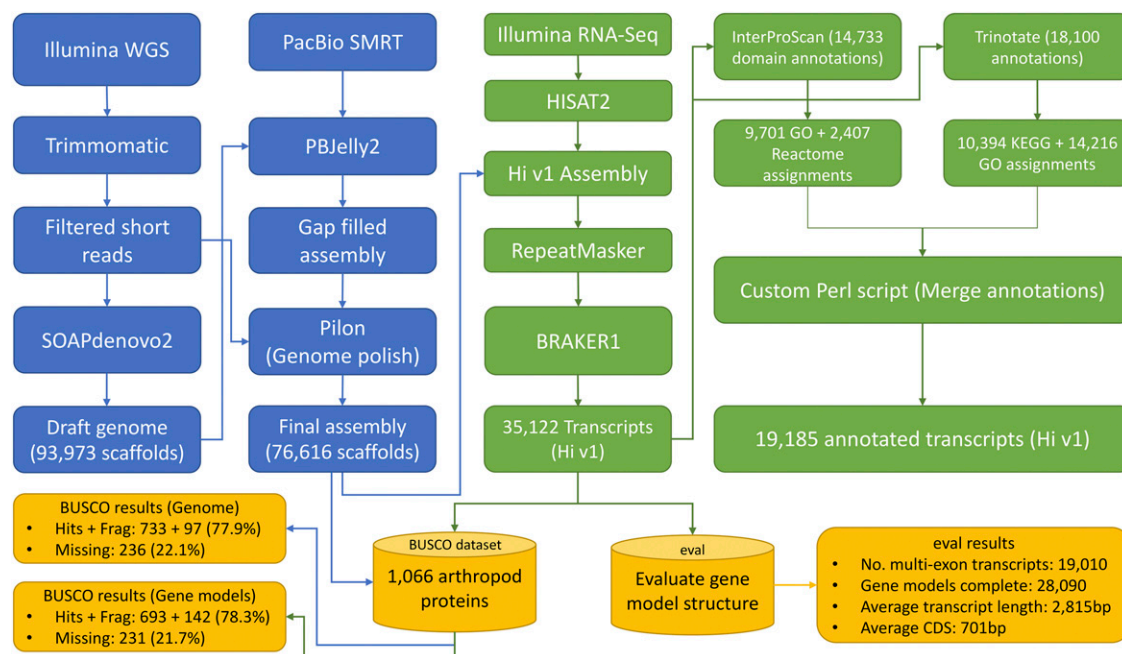 Illumina WGS
Trimmomatic
Filtered short
reads
SOAPdenovo2
Draft genome
(93,973 scaffolds)
PacBio SMRT
PBJelly2
Gap filled
assembly
Pilon
(Genome polish)
Final assembly
(76,616 scaffolds)
Illumina RNA-Seq
HISAT2
Hi v1 Assembly
RepeatMasker
BRAKER1
35,122 Transcripts
(Hi v1)
InterProScan (14,733
domain annotations)
9,701 GO + 2,407
Reactome
assignments
Trinotate (18,100
annotations)
10,394 KEGG + 14,216
GO assignments
Custom Perl script (Merge annotations)
19,185 annotated transcripts (Hi v1)
BUSCO results (Genome)
• Hits + Frag: 733 + 97 (77.9%)
• Missing: 236 (22.1%)
BUSCO results (Gene models)
• Hits + Frag: 693 + 142 (78.3%)
• Missing: 231 (21.7%)
BUSCO dataset
1,066 arthropod
proteins
eval
Evaluate gene
model structure
eval results
• No. multi-exon transcripts: 19,010
• Gene models complete: 28,090
• Average transcript length: 2,815bp
• Average CDS: 701bp